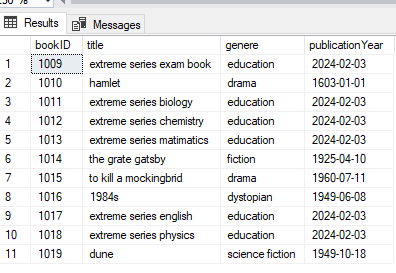 Results Messages
bookID title genere publicationYear
1 1009 extreme series exam book education 2024-02-03
2 1010 hamlet drama 1603-01-01
3 1011 extreme series biology education 2024-02-03
4 1012 extreme series chemistry education 2024-02-03
5 1013 extreme series matimatics education 2024-02-03
6 1014 the grate gatsby fiction 1925-04-10
7 1015 to kill a mockingbrid drama 1960-07-11
8 1016 1984s dystopian 1949-06-08
9 1017 extreme series english education 2024-02-03
10 1018 extreme series physics education 2024-02-03
11 1019 dune science fiction 1949-10-18